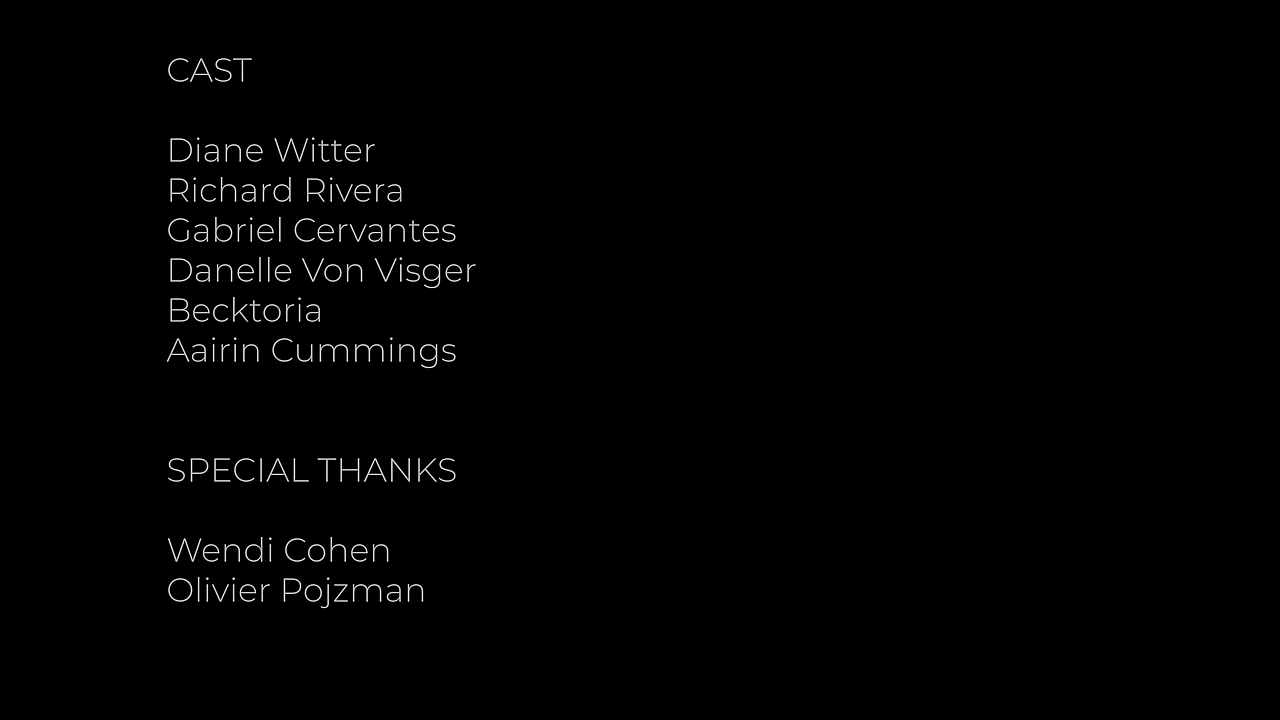 CAST
Diane Witter
Richard Rivera
Gabriel Cervantes
Danelle Von Visger
Becktoria
Aairin Cummings
SPECIAL THANKS
Wendi Cohen
Olivier Pojzman